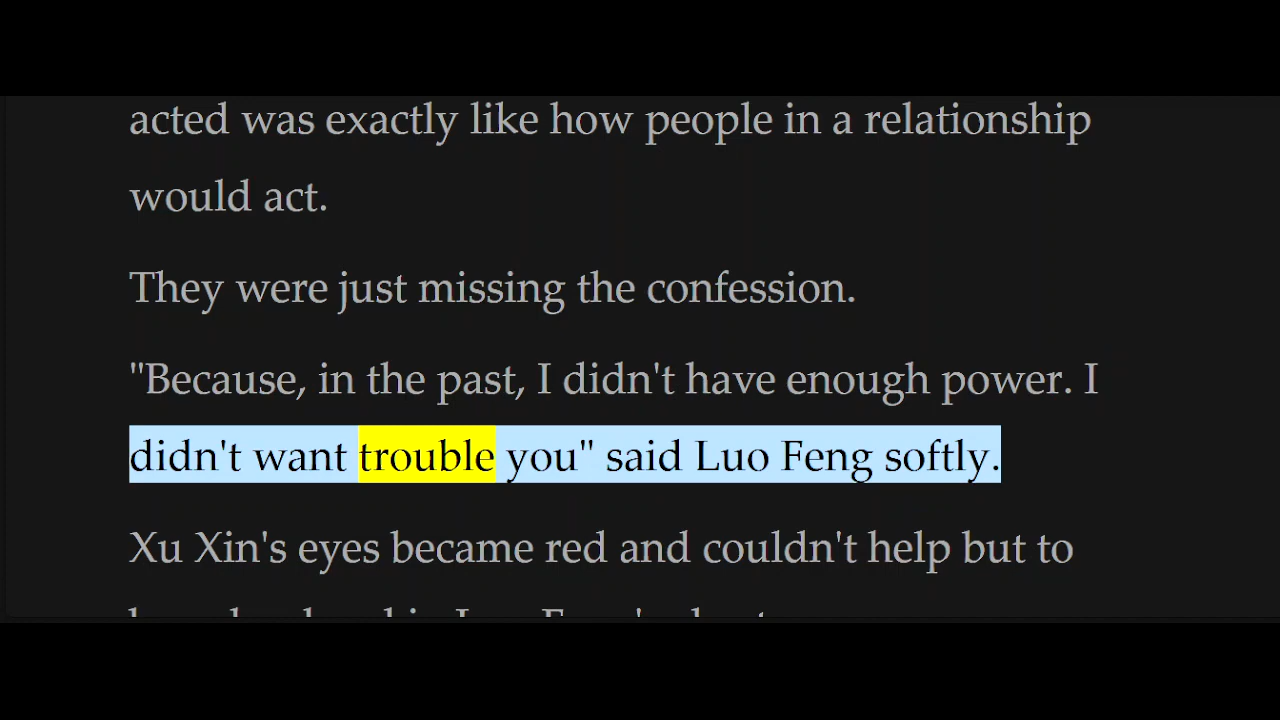 acted was exactly like how people in a relationship
would act.
They were just missing the confession.
"Because, in the past, I didn't have enough power. I
didn't want trouble you" said Luo Feng softly.
Xu Xin's eyes became red and couldn't help but to